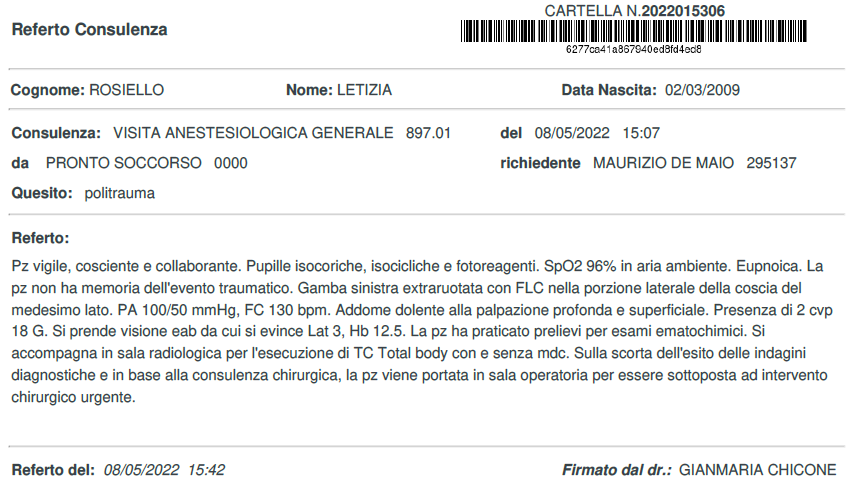 CARTELLA N.2022015306
Referto Consulenza
6277ca41a867940ed8fd4ed8
Cognome: ROSIELLO Nome: LETIZIA Data Nascita: 02/03/2009
Consulenza: VISITA ANESTESIOLOGICA GENERALE 897.01 del 08/05/2022 15:07
da PRONTO SOCCORSO 0000 richiedente MAURIZIO DE MAIO 295137
Quesito: politrauma
Referto:
Pz vigile, cosciente e collaborante. Pupille isocoriche, isocicliche e fotoreagenti. SpO2 96% in aria ambiente. Eupnoica. La
pz non ha memoria dell'evento traumatico. Gamba sinistra extraruotata con FLC nella porzione laterale della coscia del
medesimo lato. PA 100/50 mmHg, FC 130 bpm. Addome dolente alla palpazione profonda e superficiale. Presenza di 2 cvp
18 G. Si prende visione eab da cui si evince Lat 3, Hb 12.5. La pz ha praticato prelievi per esami ematochimici. Si
accompagna in sala radiologica per l'esecuzione di TC Total body con e senza mdc. Sulla scorta dell'esito delle indagini
diagnostiche e in base alla consulenza chirurgica, la pz viene portata in sala operatoria per essere sottoposta ad intervento
chirurgico urgente.
Referto del: 08/05/2022 15:42 Firmato dal dr.: GIANMARIA CHICONE